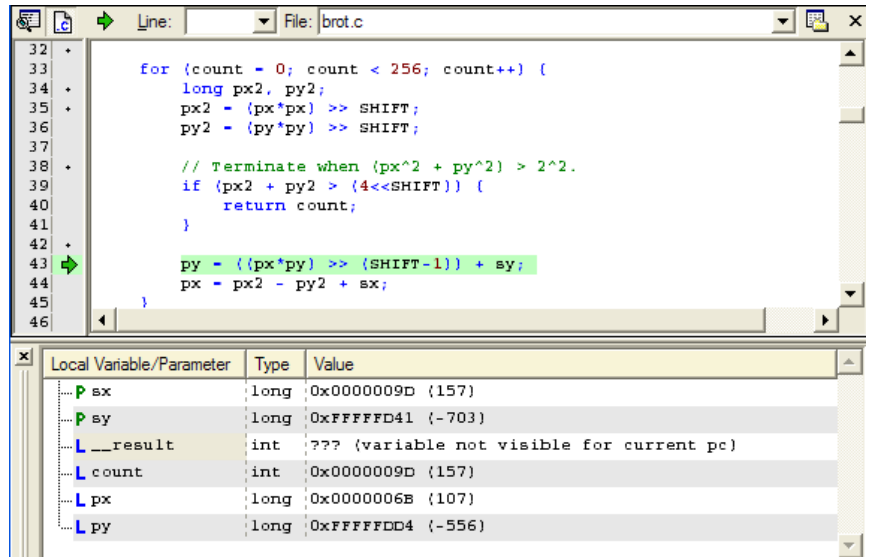 .c Line: File: brot.c
32
33 for (count = 0; count < 256; count++) {
34 long px2, py2;
35 px2 = (px*px) >> SHIFT;
36 py2 = (py*py) >> SHIFT;
37
38 // Terminate when (px^2 + py^2) > 2^2.
39 if (px2 + py2 > (4<<SHIFT)) {
40 return count;
41 }
42
43 py = ((px*py) >> (SHIFT-1)) + sy;
44 px = px2 - py2 + sx;
45 }
46
Local Variable/Parameter Type Value
P sx long 0x0000009D (157)
P sy long 0xFFFFFD41 (-703)
L __result int ??? (variable not visible for current pc)
L count int 0x0000009D (157)
L px long 0x0000006B (107)
L py long 0xFFFFFDD4 (-556)